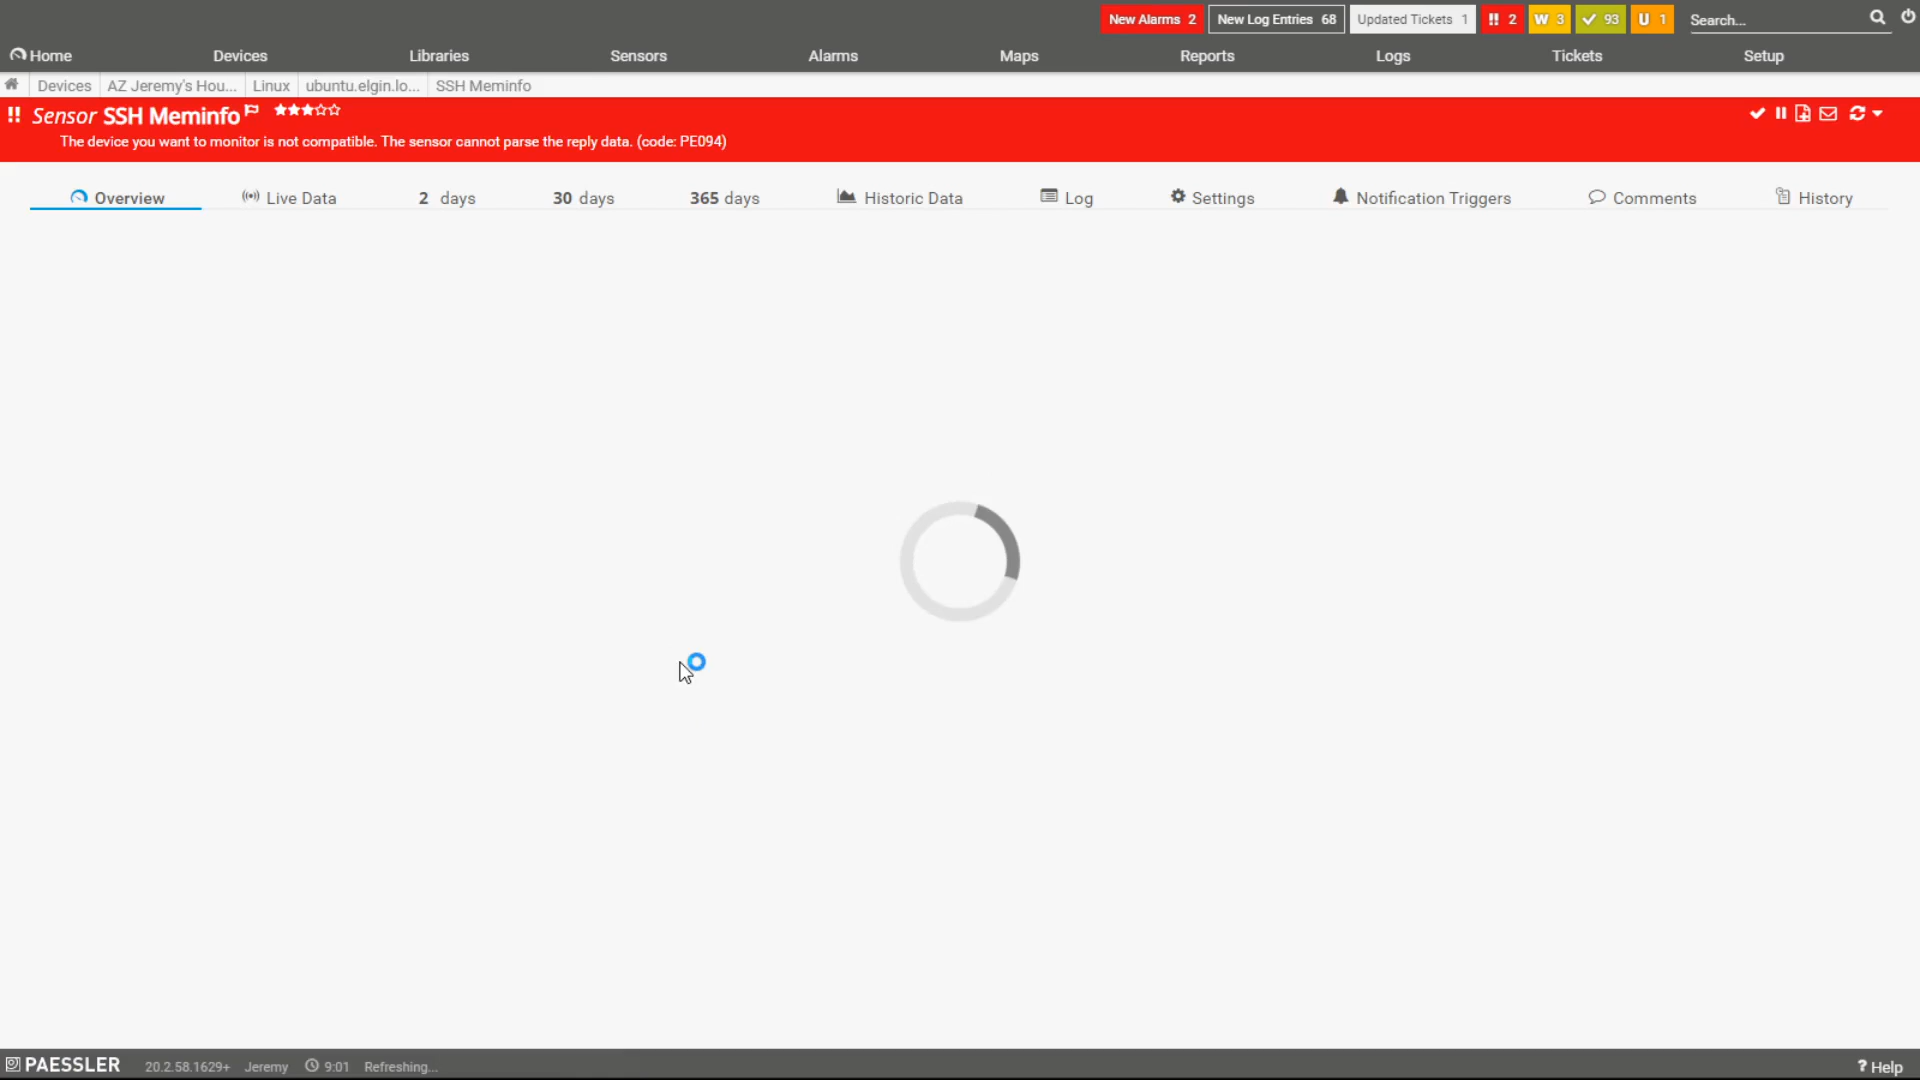 New Alarms 2 New Log Entries 68 Updated Tickets 1 !! 2 W 3 93 U 1 Search...
Home Devices Libraries Sensors Alarms Maps Reports Logs Tickets Setup
Devices AZ Jeremy's Hou... Linux ubuntu.elgin.lo... SSH Meminfo
!! Sensor SSH Meminfo
The device you want to monitor is not compatible. The sensor cannot parse the reply data. (code: PE094)
Overview Live Data 2 days 30 days 365 days Historic Data Log Settings Notification Triggers Comments History
PAESSLER 20.2.58.1629+ Jeremy 9:01 Refreshing... ? Help